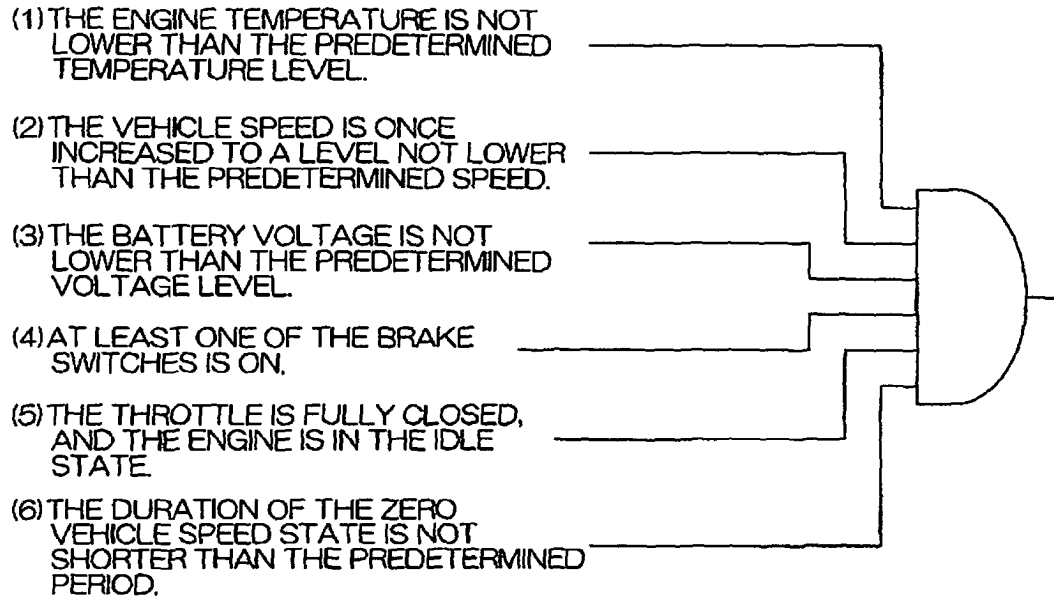 (1) THE ENGINE TEMPERATURE IS NOT
LOWER THAN THE PREDETERMINED
TEMPERATURE LEVEL.
(2) THE VEHICLE SPEED IS ONCE
INCREASED TO A LEVEL NOT LOWER
THAN THE PREDETERMINED SPEED.
(3) THE BATTERY VOLTAGE IS NOT
LOWER THAN THE PREDETERMINED
VOLTAGE LEVEL.
(4) AT LEAST ONE OF THE BRAKE
SWITCHES IS ON.
(5) THE THROTTLE IS FULLY CLOSED,
AND THE ENGINE IS IN THE IDLE
STATE.
(6) THE DURATION OF THE ZERO
VEHICLE SPEED STATE IS NOT
SHORTER THAN THE PREDETERMINED
PERIOD.